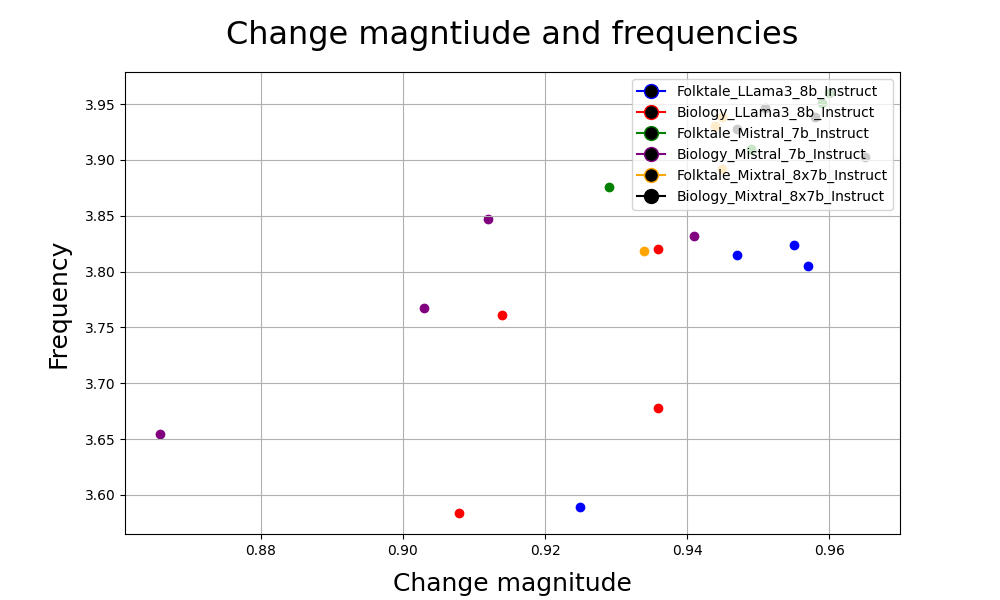 Change magntiude and frequencies
Folktale_LLama3_8b_Instruct
Biology_LLama3_8b_Instruct
Folktale_Mistral_7b_Instruct
Biology_Mistral_7b_Instruct
Folktale_Mixtral_8x7b_Instruct
Biology_Mixtral_8x7b_Instruct
Frequency
3.95
3.90
3.85
3.80
3.75
3.70
3.65
3.60
0.88 0.90 0.92 0.94 0.96
Change magnitude